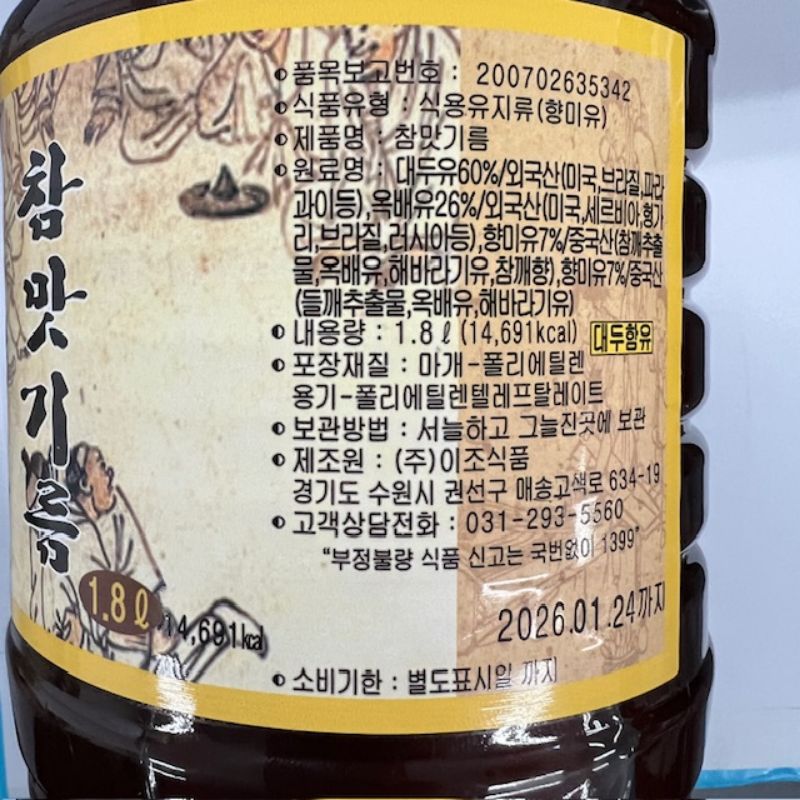 참맛기름
1.8ℓ
14,691kcal
품목보고번호 : 200702635342
식품유형 : 식용유지류(향미유)
제품명 : 참맛기름
원료명 : 대두유60%/외국산(미국,브라질,파라
과이등),옥배유26%/외국산(미국,세르비아,헝가
리,브라질,러시아등),향미유7%/중국산(참깨추출
물,옥배유,해바라기유,참깨향),향미유7%/중국산
(들깨추출물,옥배유,해바라기유)
내용량 : 1.8ℓ(14,691kcal) 대두함유
포장재질 : 마개-폴리에틸렌
용기-폴리에틸렌텔레프탈레이트
보관방법 : 서늘하고 그늘진곳에 보관
제조원 : (주)이조식품
경기도 수원시 권선구 매송고색로 634-19
고객상담전화 : 031-293-5560
"부정불량 식품 신고는 국번없이 1399"
2026.01.24까지
소비기한 : 별도표시일 까지